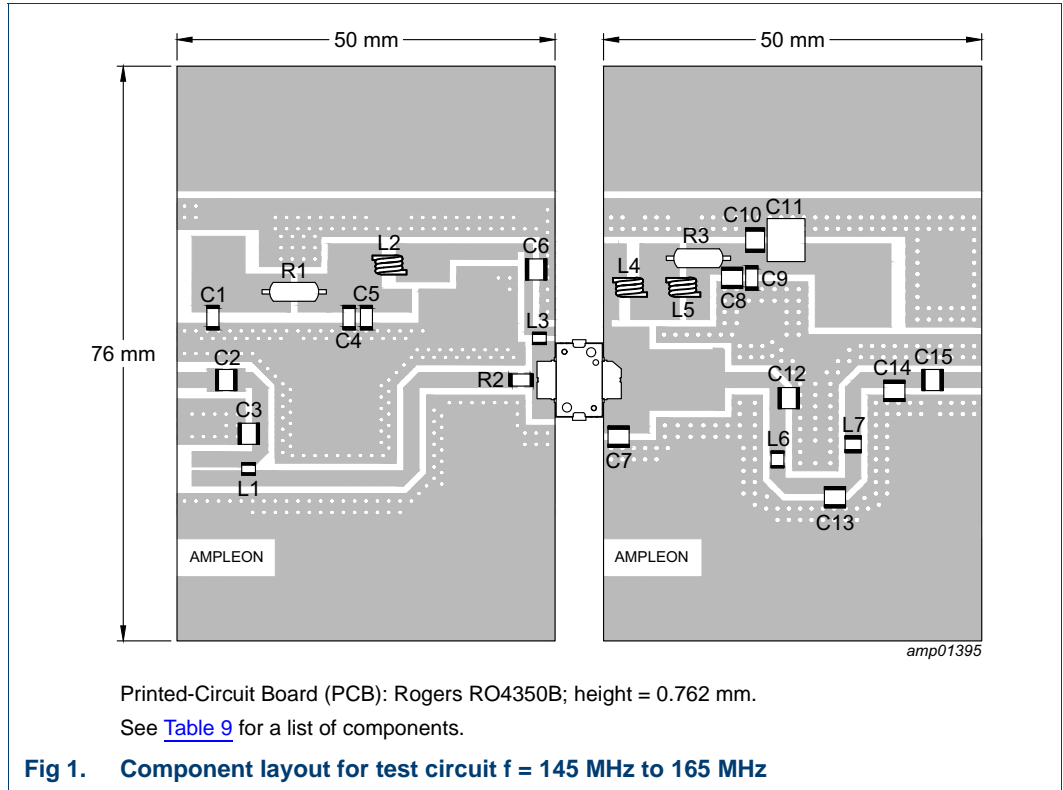 50 mm
50 mm
76 mm
C10
C11
L2
R3
C6
R1
L4
C1
C5
C8
C9
L5
C4
L3
C2
R2
C12
C14
C15
C3
C7
L6
L7
L1
C13
AMPLEON
AMPLEON
amp01395
Printed-Circuit Board (PCB): Rogers RO4350B; height = 0.762 mm.
See Table 9 for a list of components.
Fig 1. Component layout for test circuit f = 145 MHz to 165 MHz